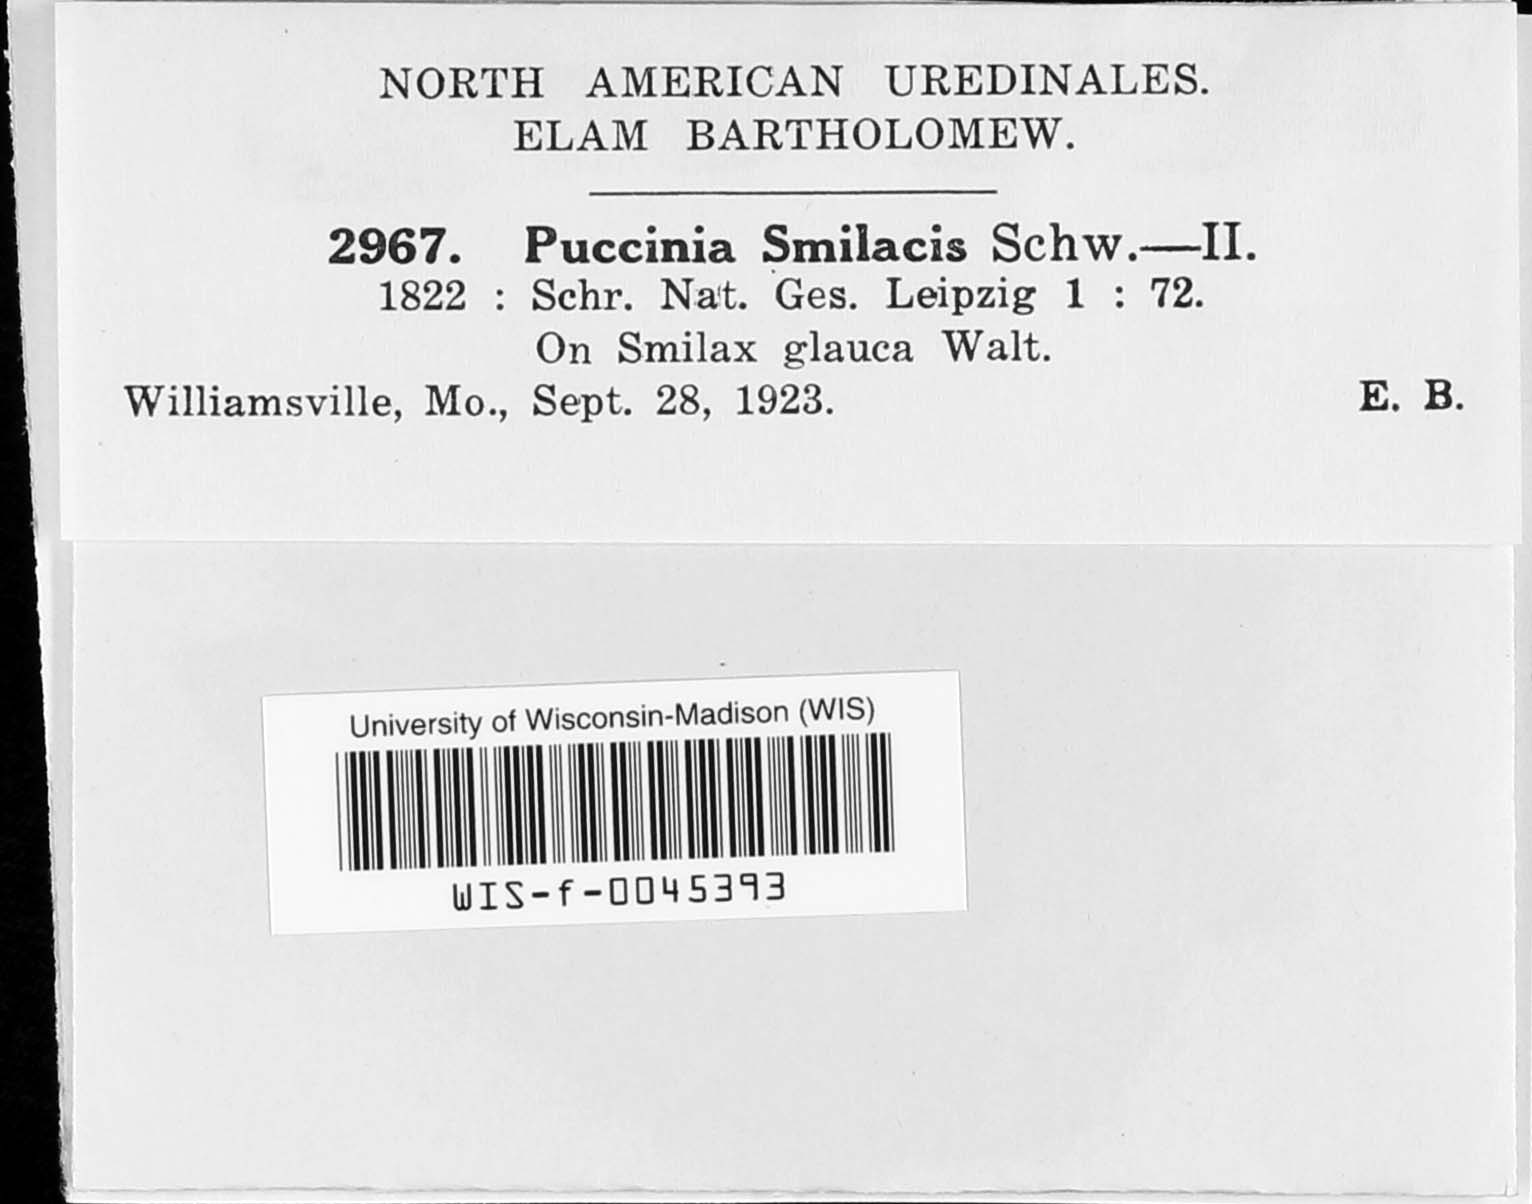 NORTH AMERICAN UREDINALES.
ELAM BARTHOLOMEW.
2967. Puccinia Smilacis Schw.—II.
1822 : Schr. Nat. Ges. Leipzig 1 : 72.
On Smilax glauca Walt.
Williamsville, Mo., Sept. 28, 1923. E. B.
University of Wisconsin-Madison (WIS)
WIS-f-0045393